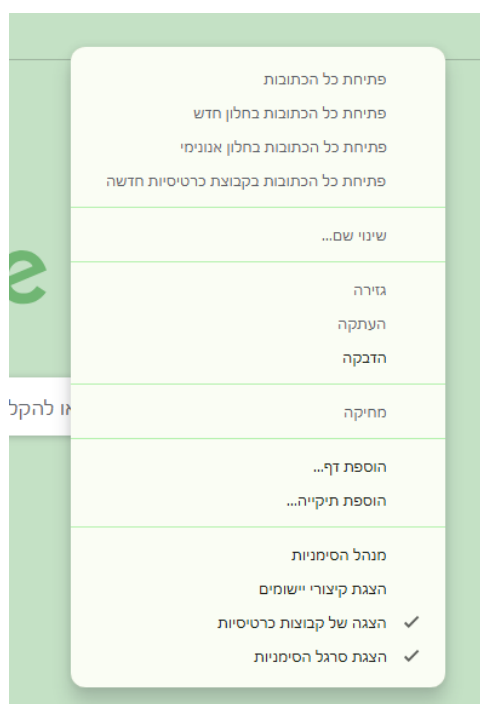 פתיחת כל הכתובות
פתיחת כל הכתובות בחלון חדש
פתיחת כל הכתובות בחלון אנונימי
פתיחת כל הכתובות בקבוצת כרטיסיות חדשה
שינוי שם...
גזירה
העתקה
הדבקה
e
או להקל
מחיקה
הוספת דף...
הוספת תיקייה...
מנהל הסימניות
הצגת קיצורי יישומים
הצגה של קבוצות כרטיסיות
הצגת סרגל הסימניות